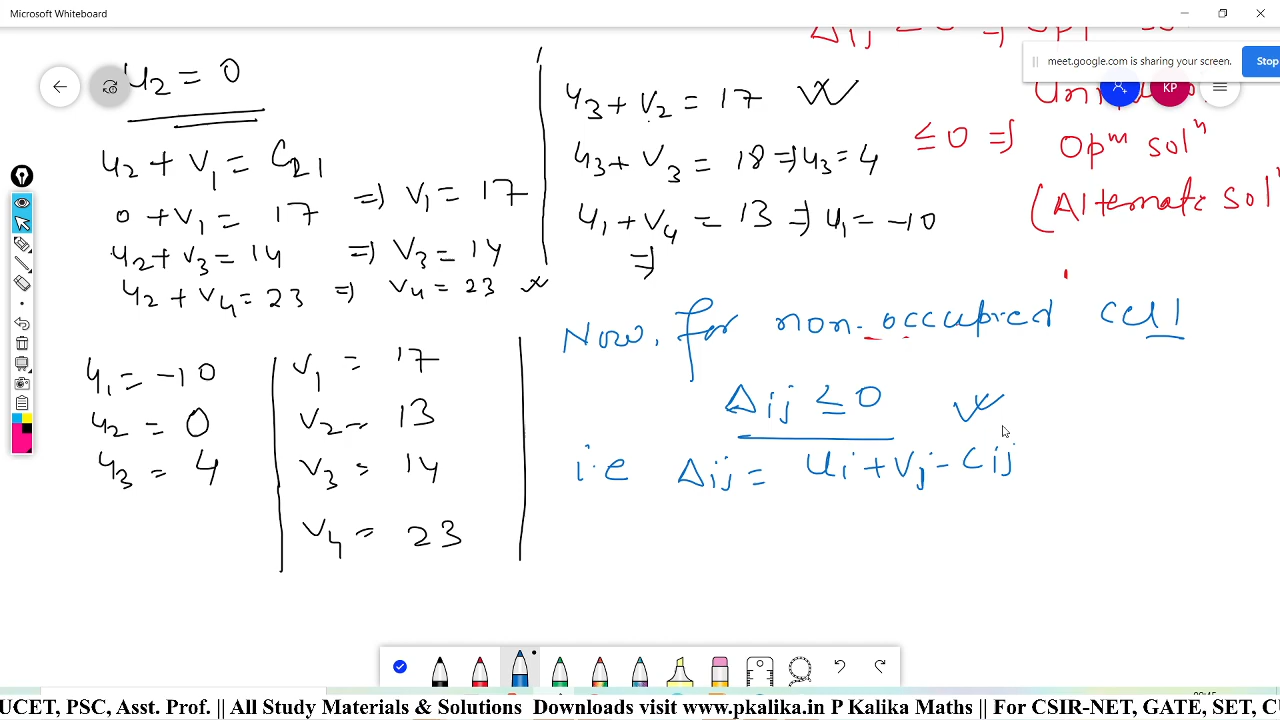 Microsoft Whiteboard
meet.google.com is sharing your screen.
Stop
KP
u2 = 0
u2 + v1 = C21
0 + v1 = 17 => v1 = 17
u2 + v3 = 14 => v3 = 14
u2 + v4 = 23 => v4 = 23
u3 + v2 = 17
u3 + v3 = 18 => u3 = 4
u1 + v4 = 13 => u1 = -10
=>
≤ 0 => Opm soln
(Alternate soln
u1 = -10
u2 = 0
u3 = 4
v1 = 17
v2 = 13
v3 = 14
v4 = 23
Now, for non-occupied cell
Δij ≤ 0
i.e Δij = ui + vj - cij
UCET, PSC, Asst. Prof. || All Study Materials & Solutions Downloads visit www.pkalika.in P Kalika Maths || For CSIR-NET, GATE, SET, C